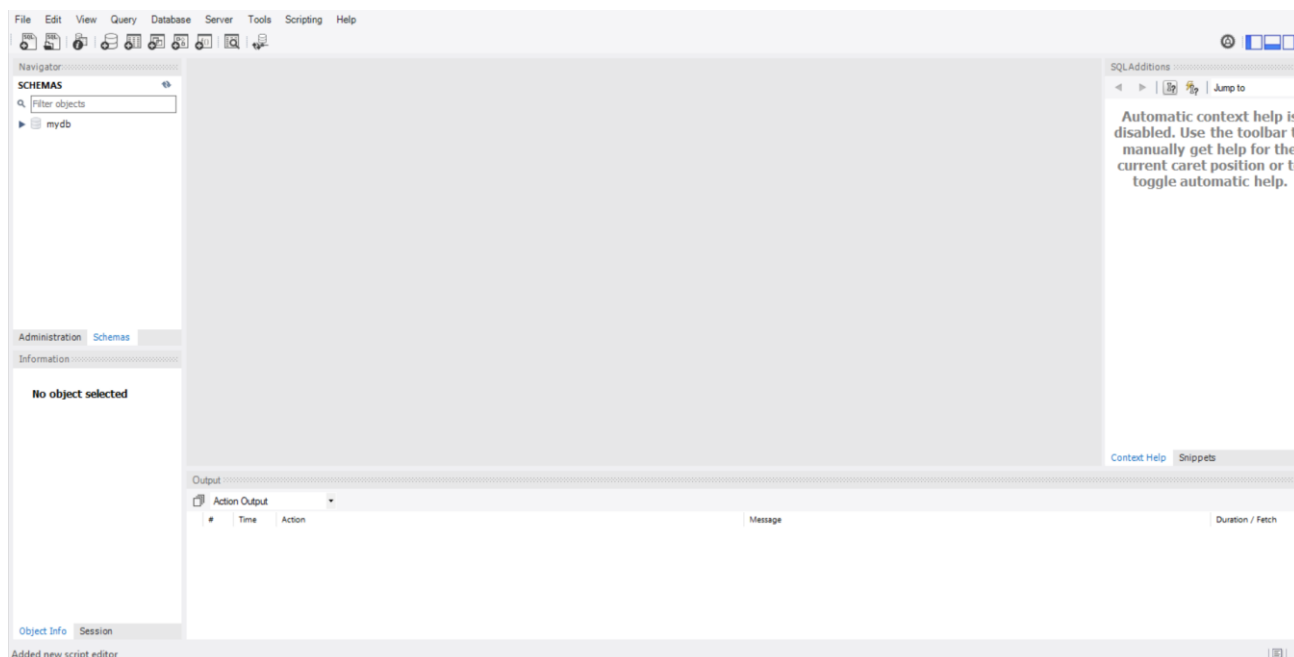 File Edit View Query Database Server Tools Scripting Help
Navigator
SCHEMAS
Filter objects
mydb
Administration Schemas
Information
No object selected
Object Info Session
SQLAdditions
Jump to
Automatic context help is
disabled. Use the toolbar t
manually get help for the
current caret position or t
toggle automatic help.
Context Help Snippets
Output
Action Output
# Time Action Message Duration / Fetch
Added new script editor